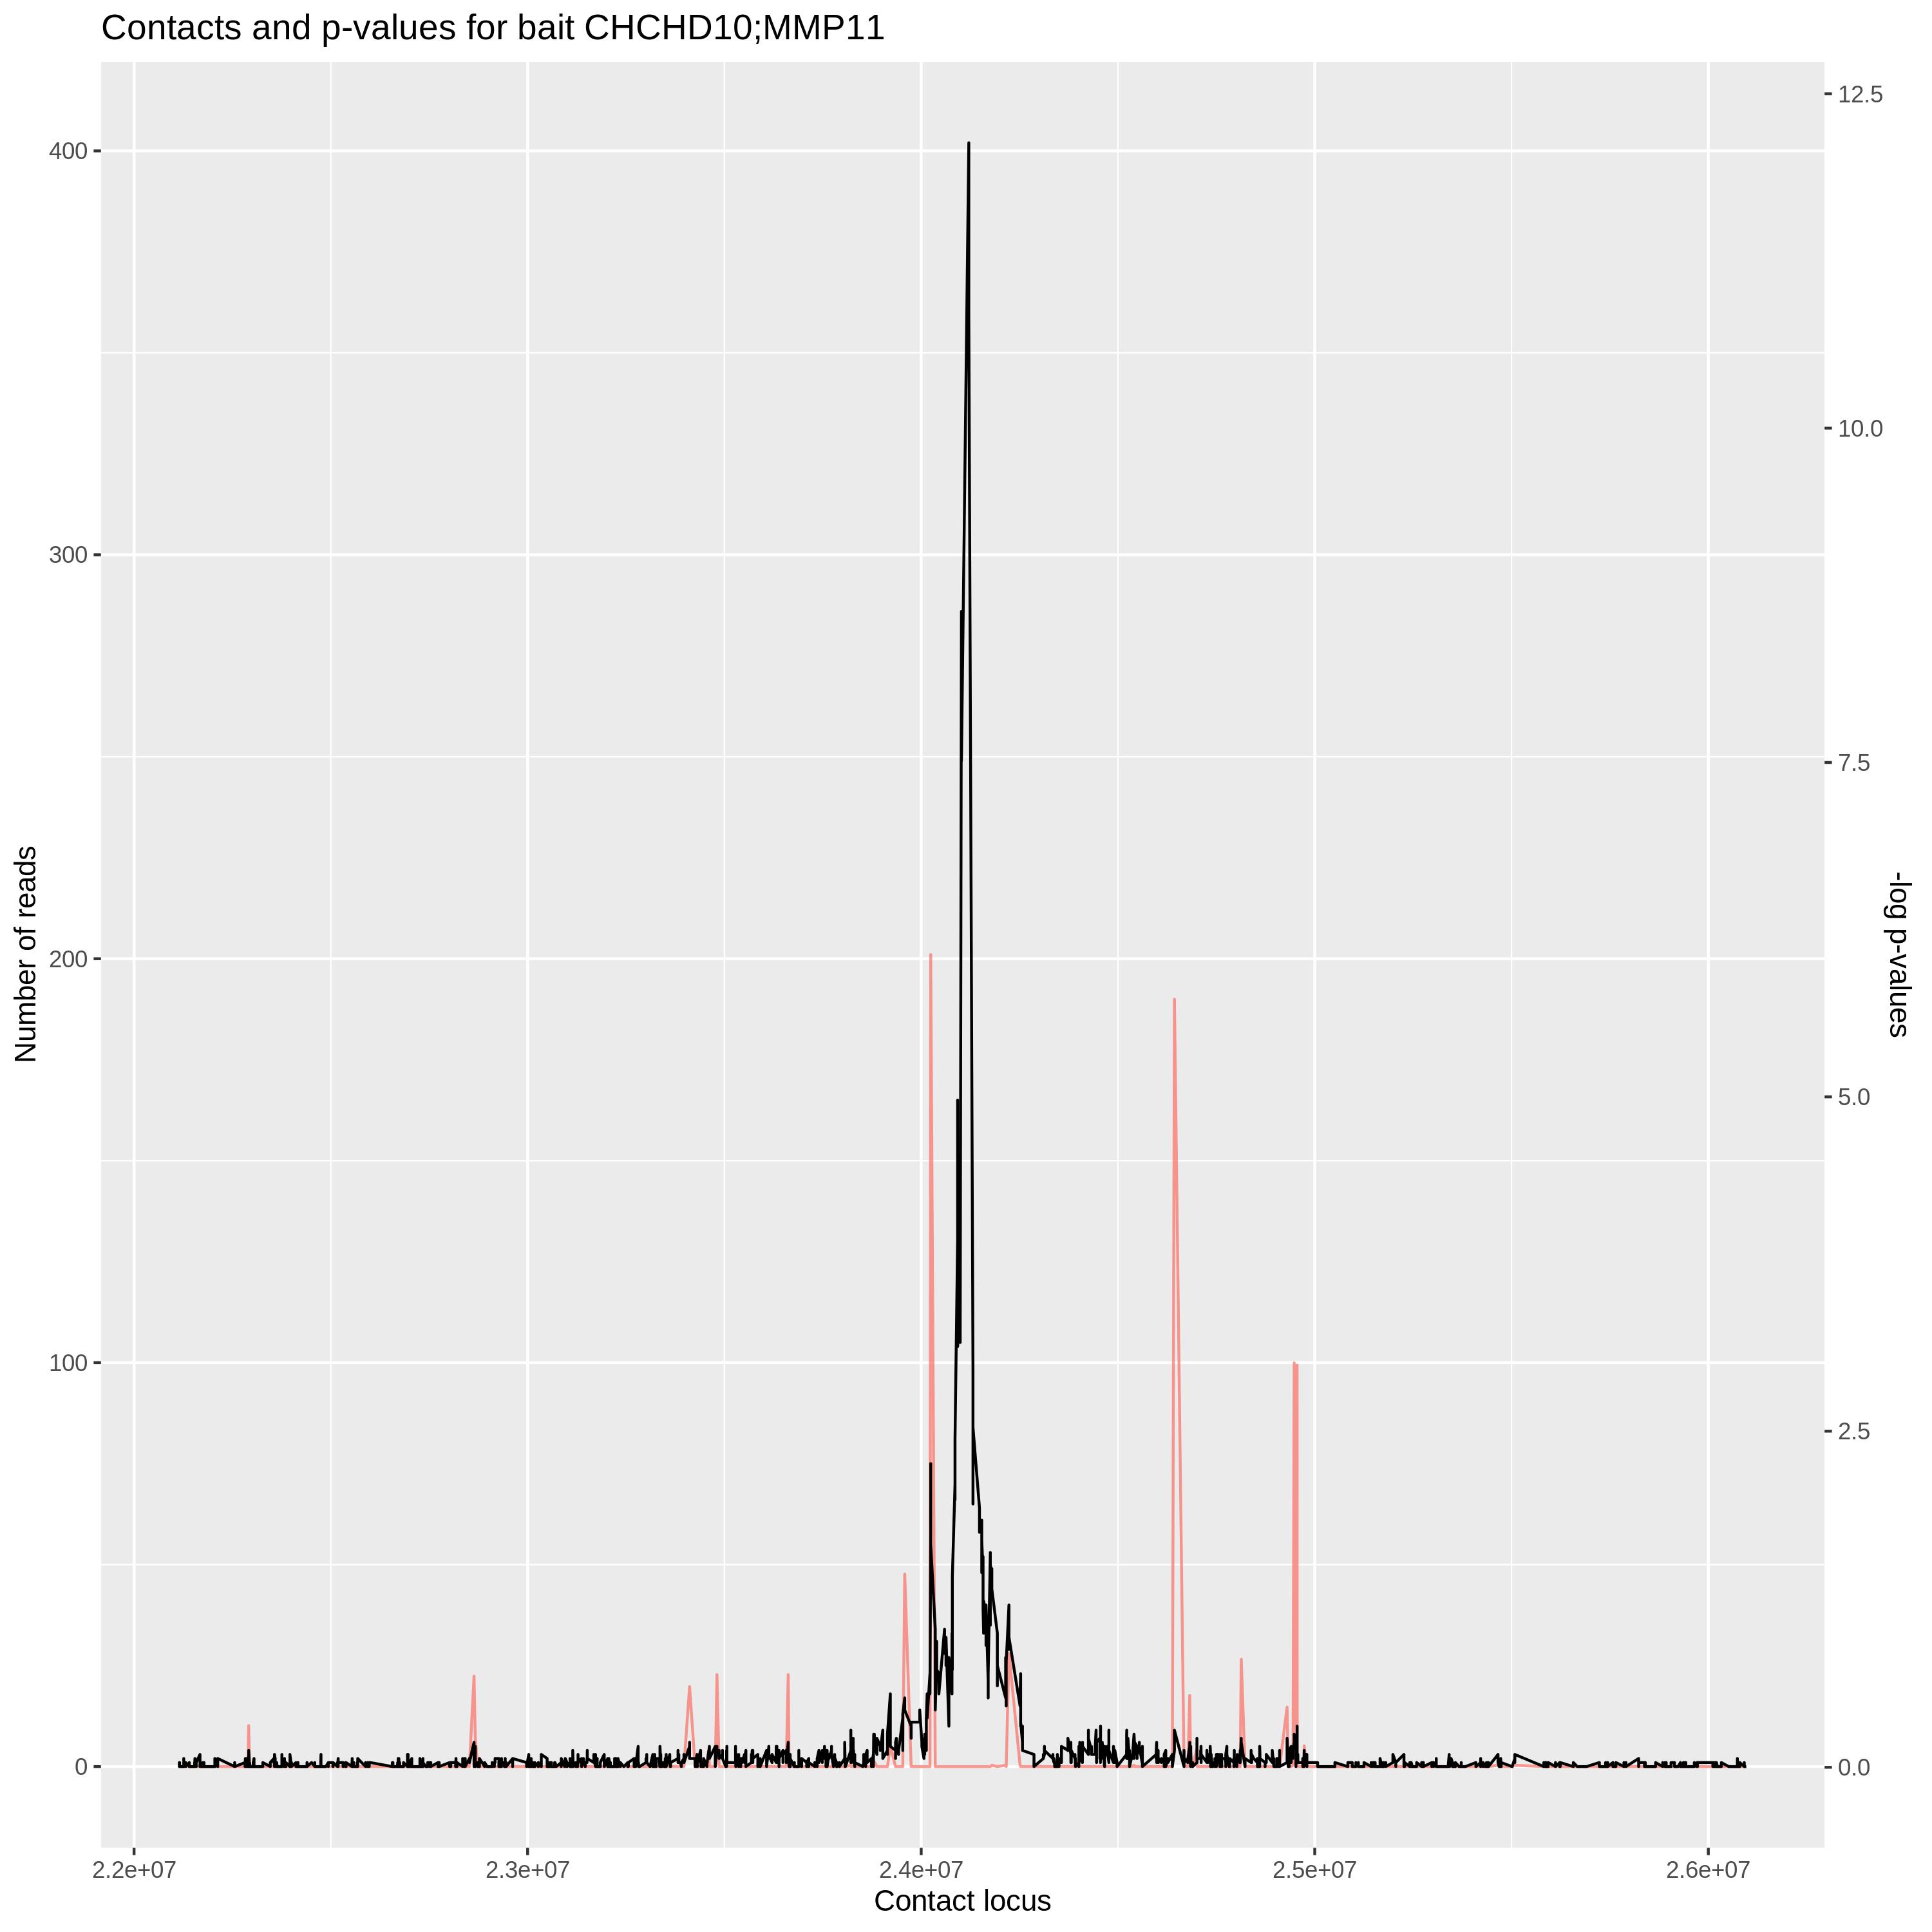 Contacts and p-values for bait CHCHD10;MMP11
Number of reads
400
300
200
100
0
12.5
10.0
7.5
5.0
2.5
0.0
-log p-values
2.2e+07
2.3e+07
2.4e+07
2.5e+07
2.6e+07
Contact locus